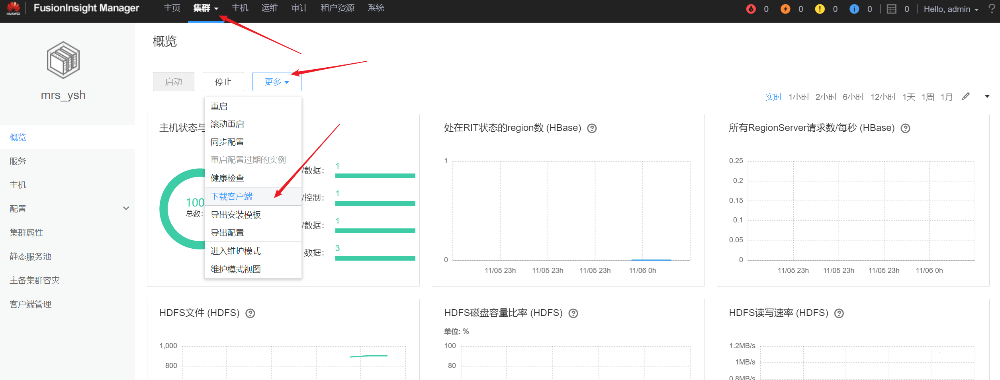 HUAWEI
FusionInsight Manager 主页 集群 主机 运维 审计 租户资源 系统 0 0 0 0 0 Hello, admin ?
概览
mrs_ysh
启动 停止 更多
实时 1小时 2小时 6小时 12小时 1天 1周 1月
概览
服务
主机
配置
集群属性
静态服务池
主备集群容灾
客户端管理
重启
滚动重启
同步配置
重启配置过期的实例
健康检查
下载客户端
导出安装模板
导出配置
进入维护模式
维护模式视图
主机状态与
100
总数:
/数据: 1
/控制: 1
/数据: 1
数据: 3
处在RIT状态的region数 (HBase) ?
1
0
11/05 23h 11/05 23h 11/05 23h 11/06 0h
所有RegionServer请求数/每秒 (HBase) ?
0.25
0.2
0.15
0.1
0.05
0
11/05 23h 11/05 23h 11/05 23h 11/06 0h
HDFS文件 (HDFS) ?
1,000
800
HDFS磁盘容量比率 (HDFS) ?
单位: %
100
80
HDFS读写速率 (HDFS) ?
1.2MB/s
1MB/s
0.8MB/s